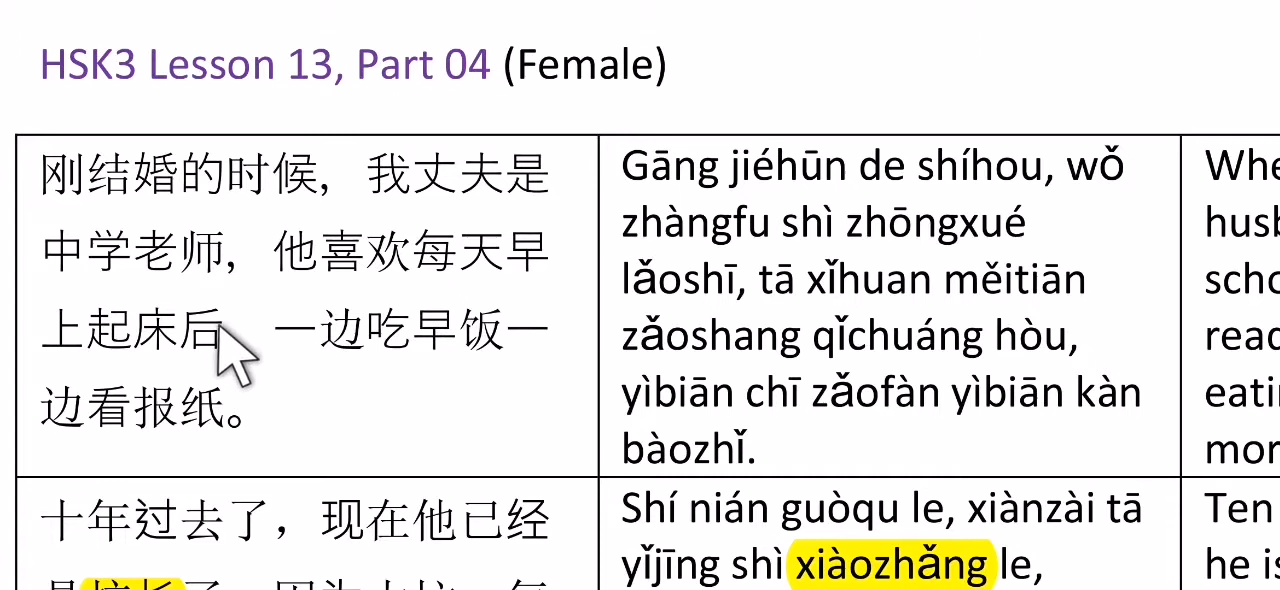 HSK3 Lesson 13, Part 04 (Female)
刚结婚的时候，我丈夫是
中学老师，他喜欢每天早
上起床后，一边吃早饭一
边看报纸。
Gāng jiéhūn de shíhou, wǒ
zhàngfu shì zhōngxué
lǎoshī, tā xǐhuan měitiān
zǎoshang qǐchuáng hòu,
yìbiān chī zǎofàn yìbiān kàn
bàozhǐ.
Whe
husb
scho
read
eatin
mor
十年过去了，现在他已经
Shí nián guòqu le, xiànzài tā
yǐjīng shì xiàozhǎng le,
Ten
he is